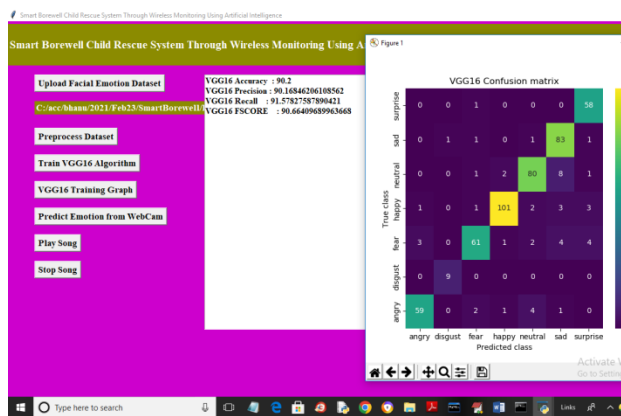 Smart Borewell Child Rescue System Through Wireless Monitoring Using Artificial Intelligence
Smart Borewell Child Rescue System Through Wireless Monitoring Using A
Upload Facial Emotion Dataset
C:/acc/bhanu/2021/Feb23/SmartBorewell/
Preprocess Dataset
Train VGG16 Algorithm
VGG16 Training Graph
Predict Emotion from WebCam
Play Song
Stop Song
VGG16 Accuracy : 90.2
VGG16 Precision : 90.16846206108562
VGG16 Recall : 91.57827587890421
VGG16 FSCORE : 90.66409689963668
Figure 1
VGG16 Confusion matrix
True class
surprise 0 0 1 0 0 0 58
sad 0 1 1 0 1 83 1
neutral 0 0 1 2 80 8 1
happy 1 0 1 101 2 3 3
fear 3 0 61 1 2 4 4
disgust 0 9 0 0 0 0 0
angry 59 0 2 1 4 1 0
angry disgust fear happy neutral sad surprise
Predicted class
Activate
Go to Settin
Type here to search
Links